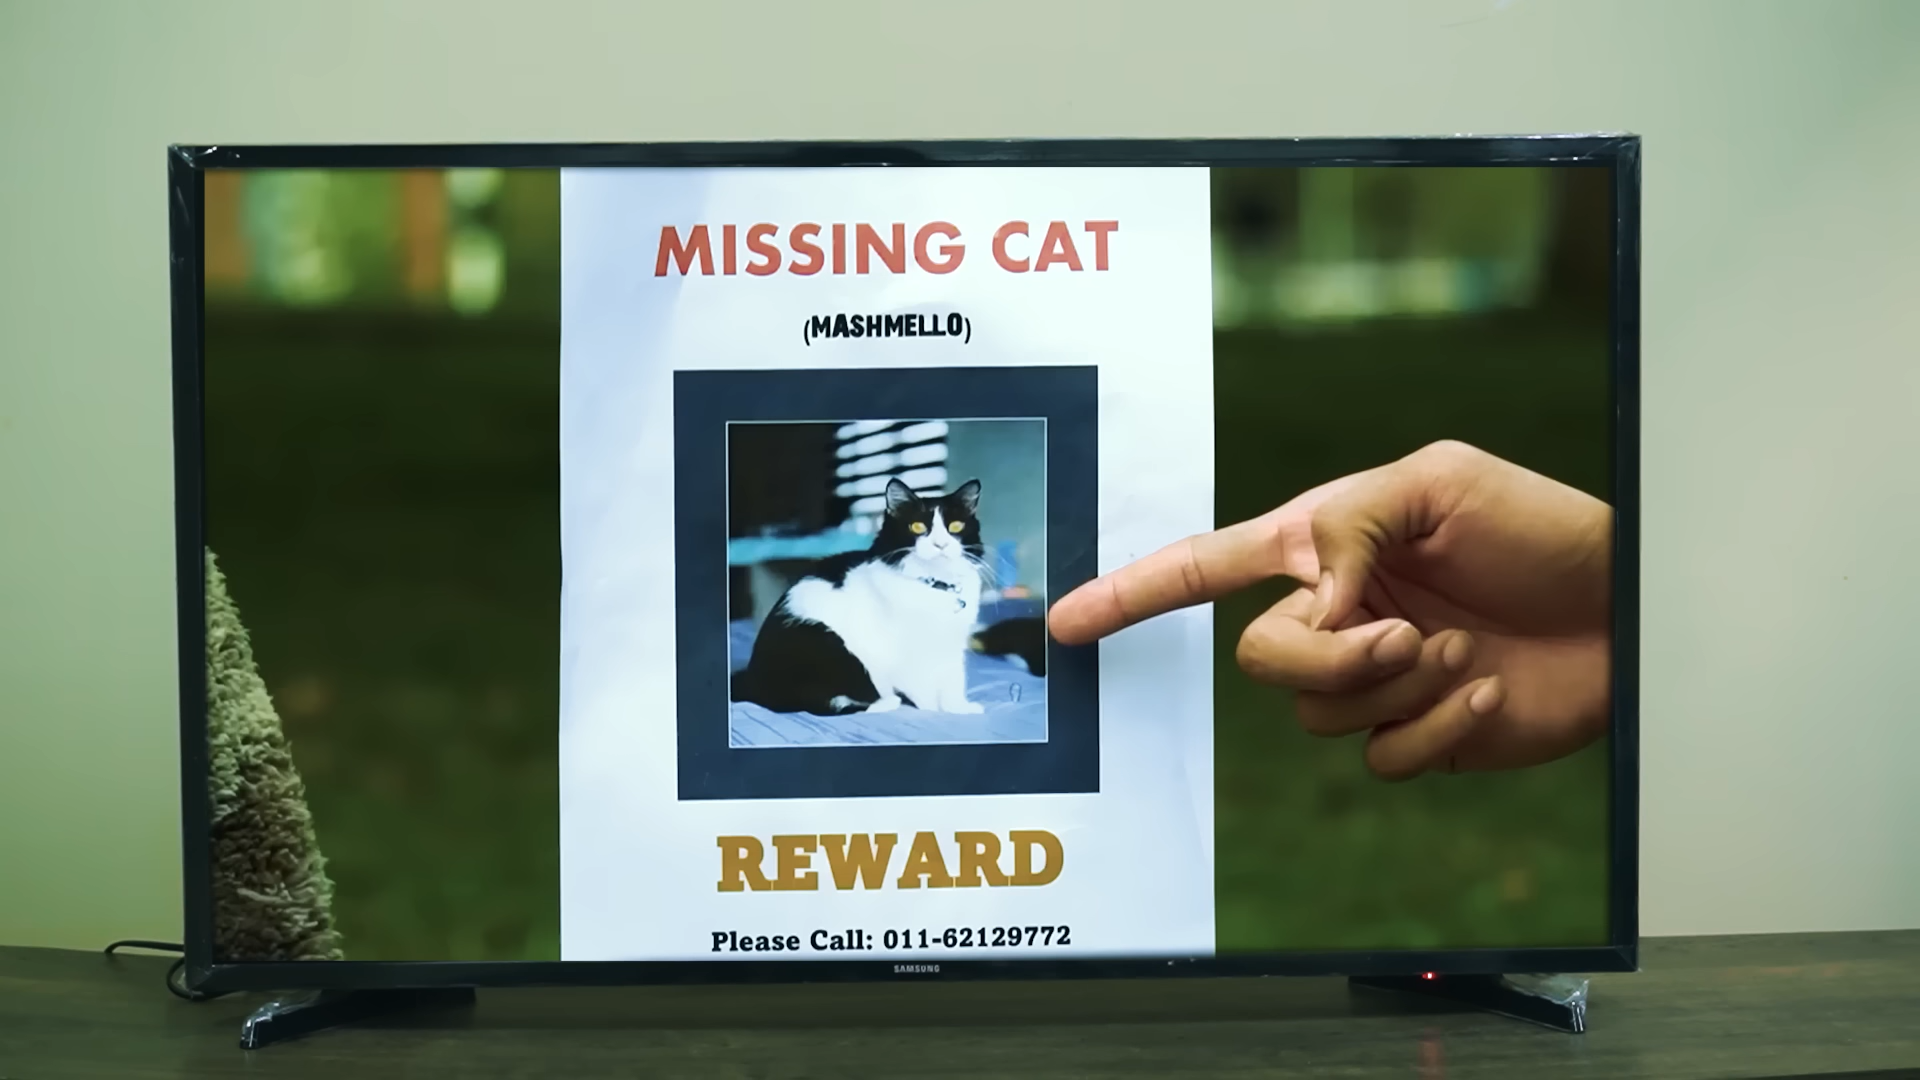 MISSING CAT
(MASHMELLO)
REWARD
Please Call: 011-62129772
SAMSUNG